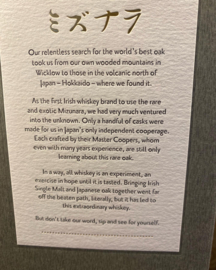 ミズナラ
Our relentless search for the world's best oak
took us from our own wooded mountains in
Wicklow to those in the volcanic north of
Japan – Hokkaido – where we found it.
As the first Irish whiskey brand to use the rare
and exotic Mizunara, we had very much ventured
into the unknown. Only a handful of casks were
made for us in Japan's only independent cooperage.
Each crafted by their Master Coopers, whom
even with many years experience, are still only
learning about this rare oak.
In a way, all whiskey is an experiment, an
exercise in hope until it is tasted. Bringing Irish
Single Malt and Japanese oak together went far
off the beaten path, literally, but it has led to
this extraordinary whiskey.
But don't take our word, sip and see for yourself.